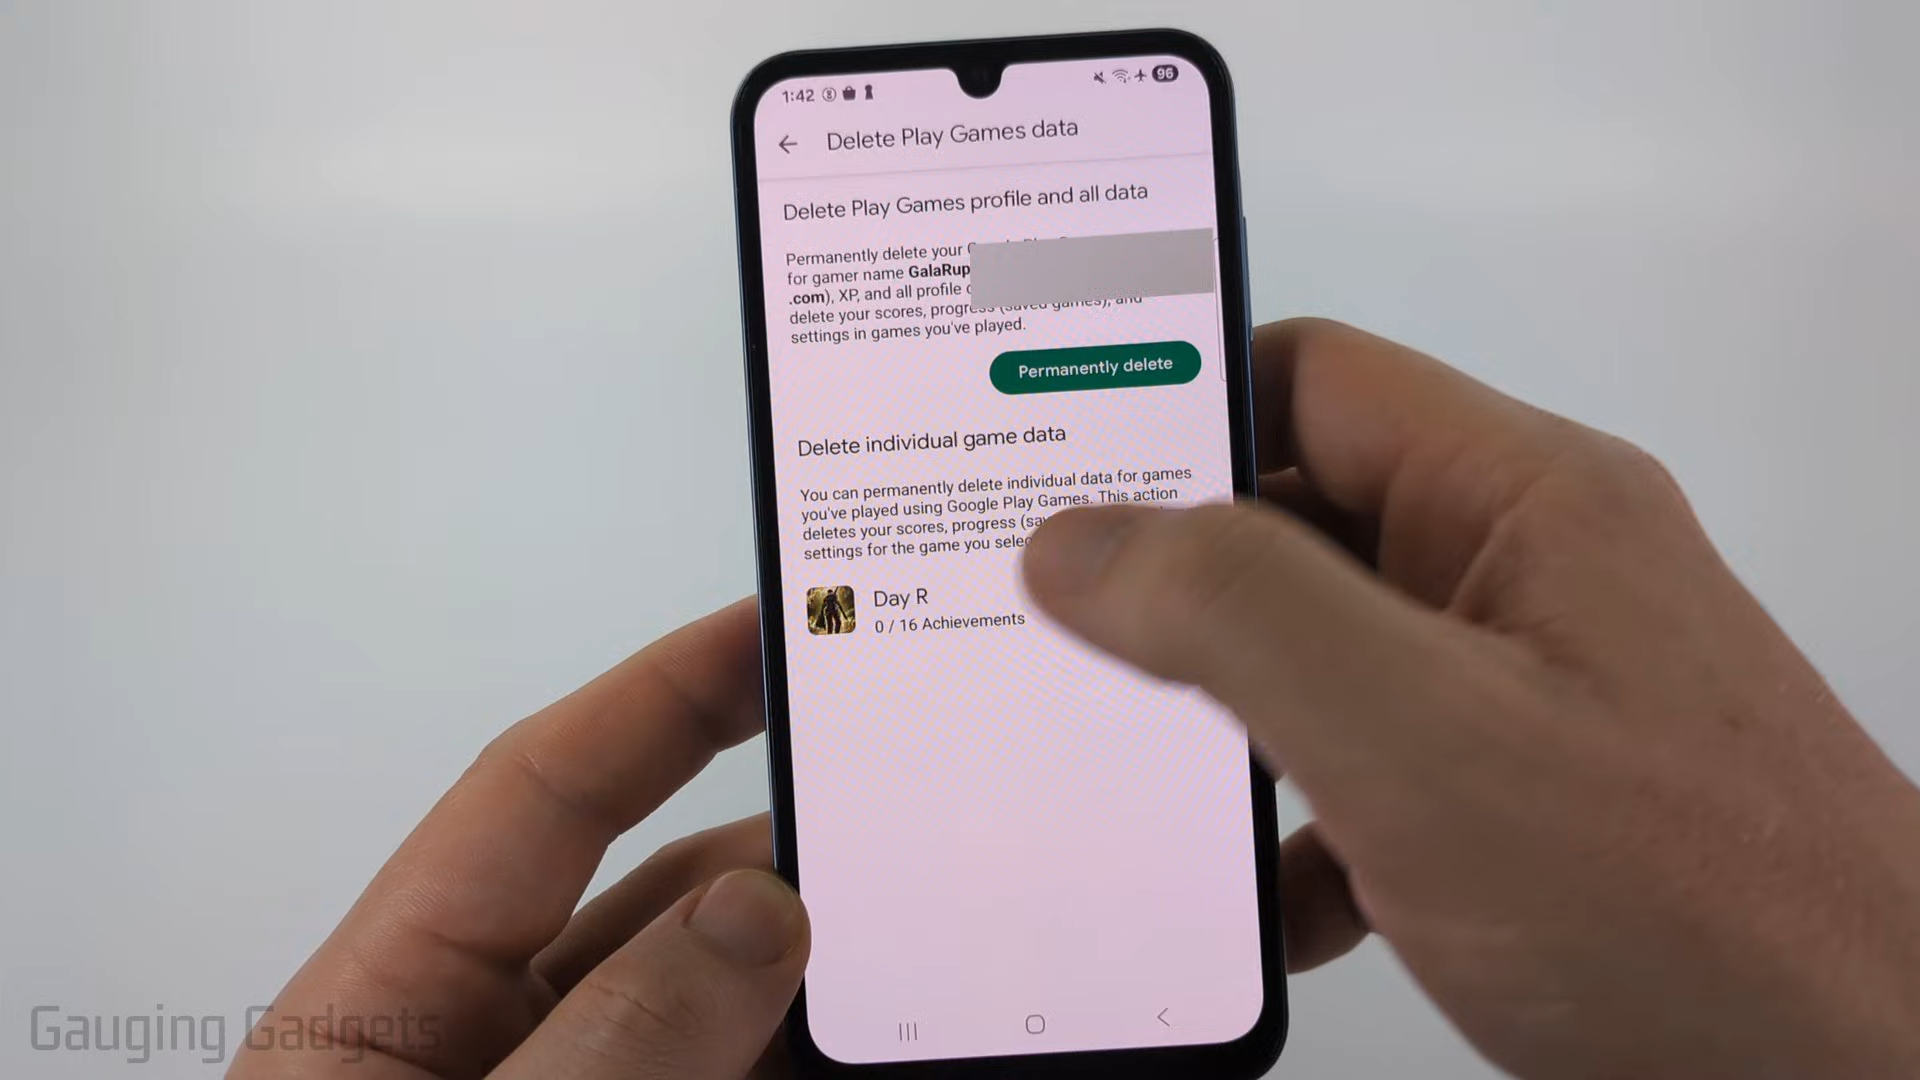 1:42
96
Delete Play Games data
Delete Play Games profile and all data
Permanently delete your
for gamer name GalaRup
.com), XP, and all profile
delete your scores, progress (saved games), and
settings in games you've played.
Permanently delete
Delete individual game data
You can permanently delete individual data for games
you've played using Google Play Games. This action
deletes your scores, progress
settings for the game you
Day R
0 / 16 Achievements
Gauging Gadgets